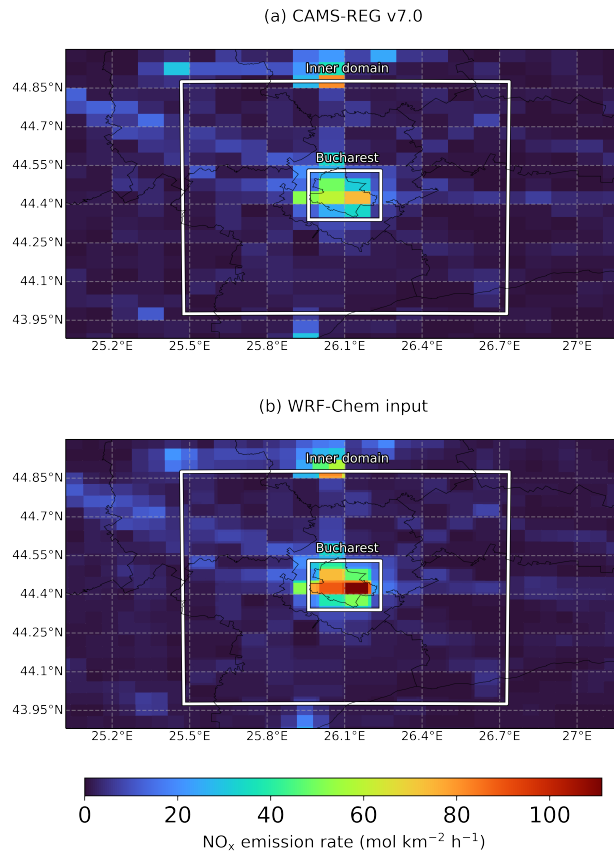 (a) CAMS-REG v7.0
Inner domain
Bucharest
44.85°N
44.7°N
44.55°N
44.4°N
44.25°N
44.1°N
43.95°N
25.2°E 25.5°E 25.8°E 26.1°E 26.4°E 26.7°E 27°E
(b) WRF-Chem input
Inner domain
Bucharest
44.85°N
44.7°N
44.55°N
44.4°N
44.25°N
44.1°N
43.95°N
25.2°E 25.5°E 25.8°E 26.1°E 26.4°E 26.7°E 27°E
0 20 40 60 80 100
NOₓ emission rate (mol km⁻² h⁻¹)